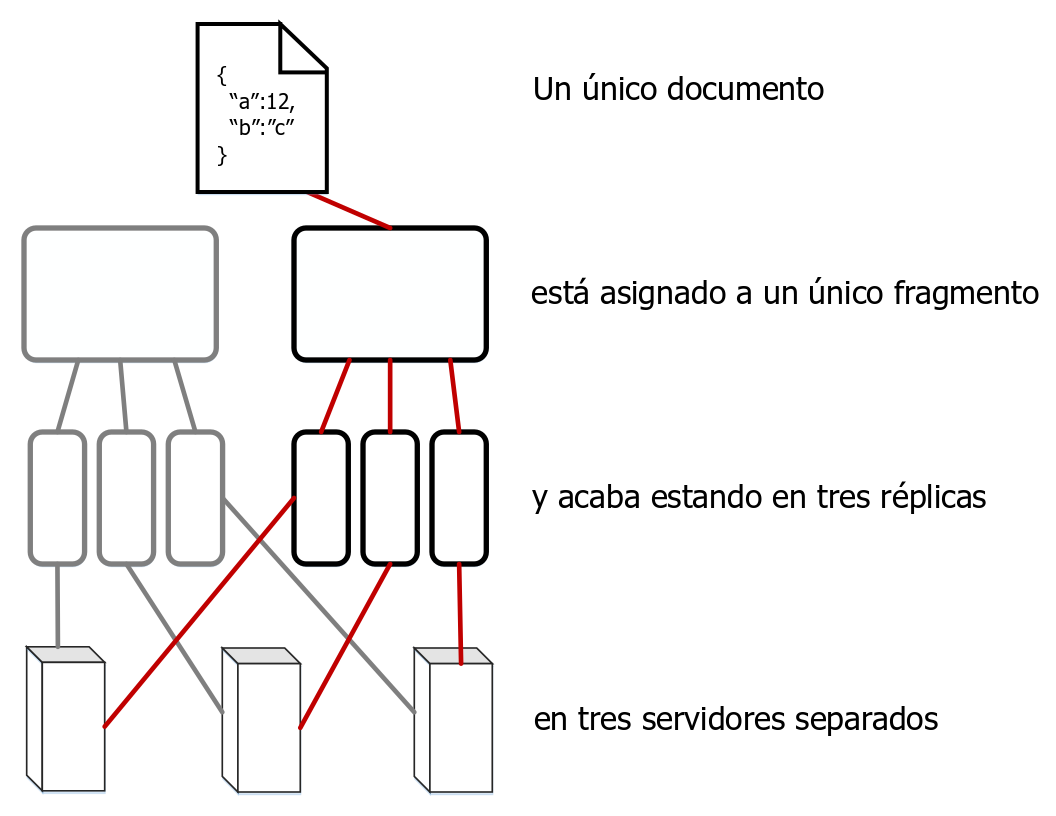 {
“a”:12,
“b”:”c”
}
Un único documento
está asignado a un único fragmento
y acaba estando en tres réplicas
en tres servidores separados